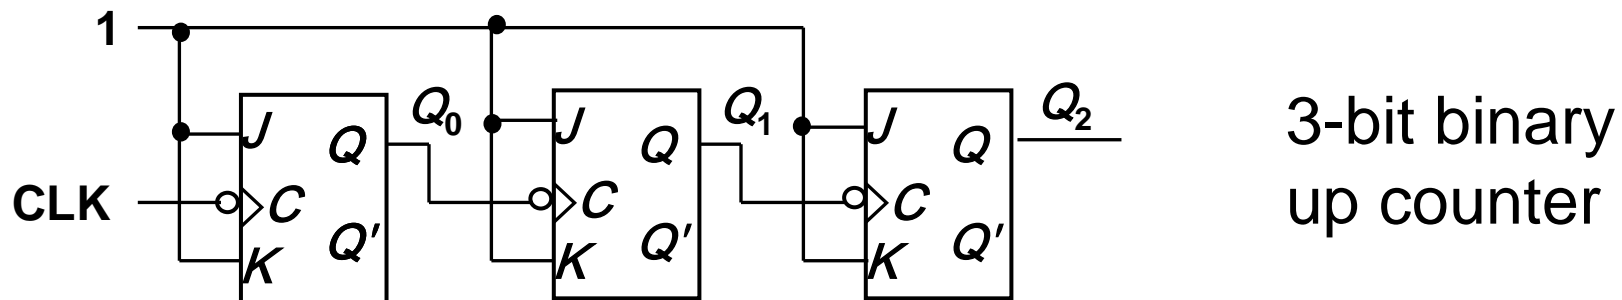 1
J Q Q0 J Q Q1 J Q Q2
CLK C C C
K Q' K Q' K Q'
3-bit binary
up counter